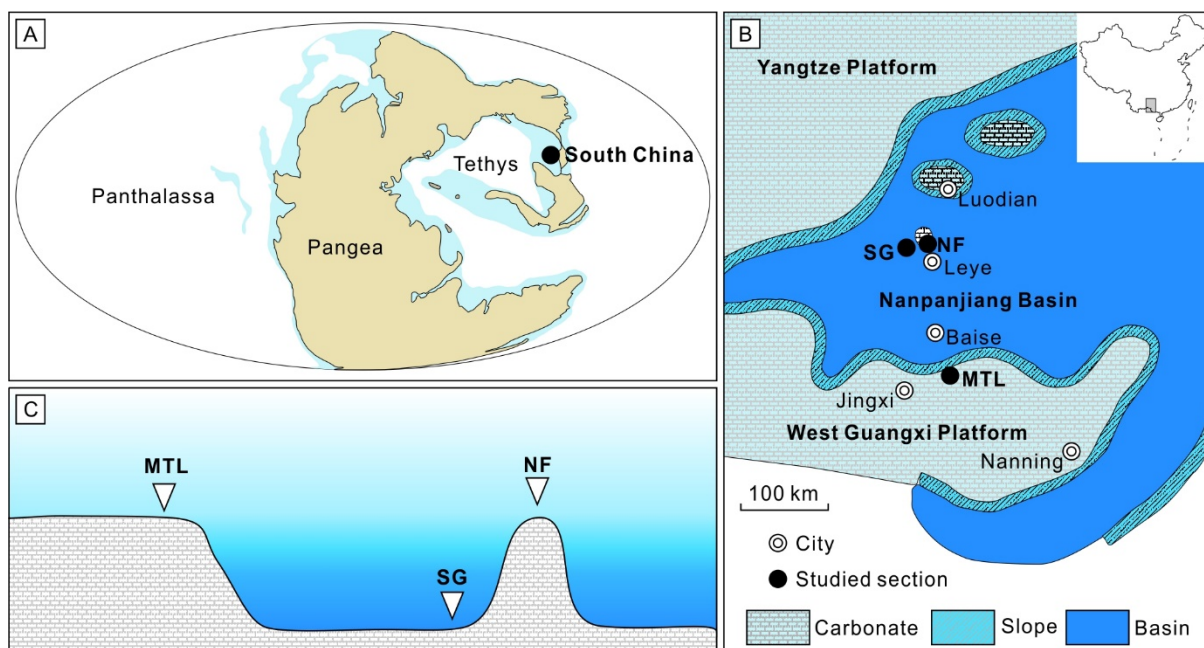 A
Panthalassa
Pangea
Tethys
South China
B
Yangtze Platform
Luodian
SG
NF
Leye
Nanpanjiang Basin
Baise
MTL
Jingxi
West Guangxi Platform
Nanning
100 km
City
Studied section
Carbonate
Slope
Basin
C
MTL
NF
SG